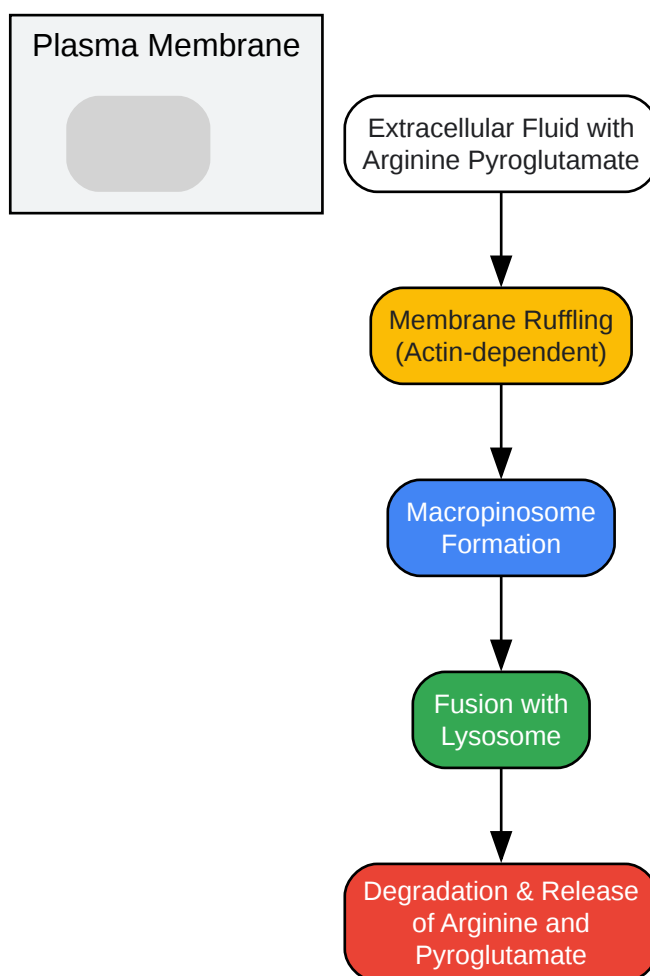 Plasma Membrane
Extracellular Fluid with
Arginine Pyroglutamate
Membrane Ruffling
(Actin-dependent)
Macropinosome
Formation
Fusion with
Lysosome
Degradation & Release
of Arginine and
Pyroglutamate